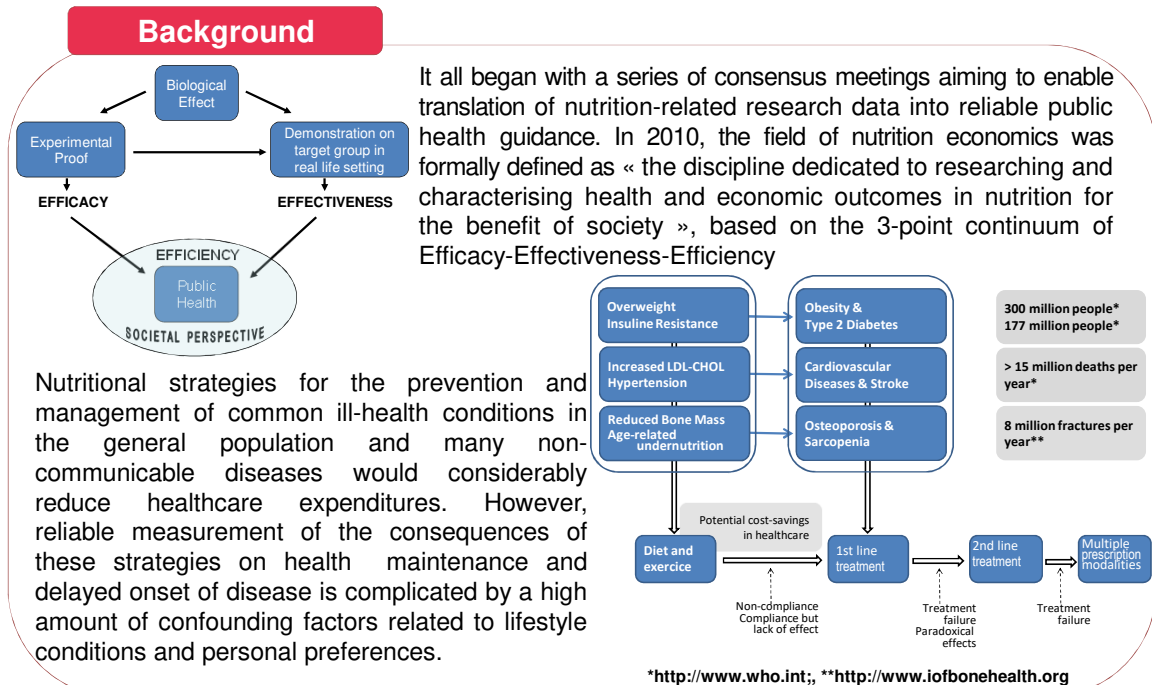 Background
Biological
Effect
Experimental
Proof
Demonstration on
target group in
real life setting
EFFICACY
EFFECTIVENESS
EFFICIENCY
Public
Health
SOCIETAL PERSPECTIVE
It all began with a series of consensus meetings aiming to enable
translation of nutrition-related research data into reliable public
health guidance. In 2010, the field of nutrition economics was
formally defined as « the discipline dedicated to researching and
characterising health and economic outcomes in nutrition for
the benefit of society », based on the 3-point continuum of
Efficacy-Effectiveness-Efficiency
Nutritional strategies for the prevention and
management of common ill-health conditions in
the general population and many non-
communicable diseases would considerably
reduce healthcare expenditures. However,
reliable measurement of the consequences of
these strategies on health maintenance and
delayed onset of disease is complicated by a high
amount of confounding factors related to lifestyle
conditions and personal preferences.
Overweight
Insuline Resistance
Obesity &
Type 2 Diabetes
300 million people*
177 million people*
Increased LDL-CHOL
Hypertension
Cardiovascular
Diseases & Stroke
> 15 million deaths per
year*
Reduced Bone Mass
Age-related
undernutrition
Osteoporosis &
Sarcopenia
8 million fractures per
year**
Potential cost-savings
in healthcare
Diet and
exercice
1st line
treatment
2nd line
treatment
Multiple
prescription
modalities
Non-compliance
Compliance but
lack of effect
Treatment
failure
Paradoxical
effects
Treatment
failure
*http://www.who.int;, **http://www.iofbonehealth.org